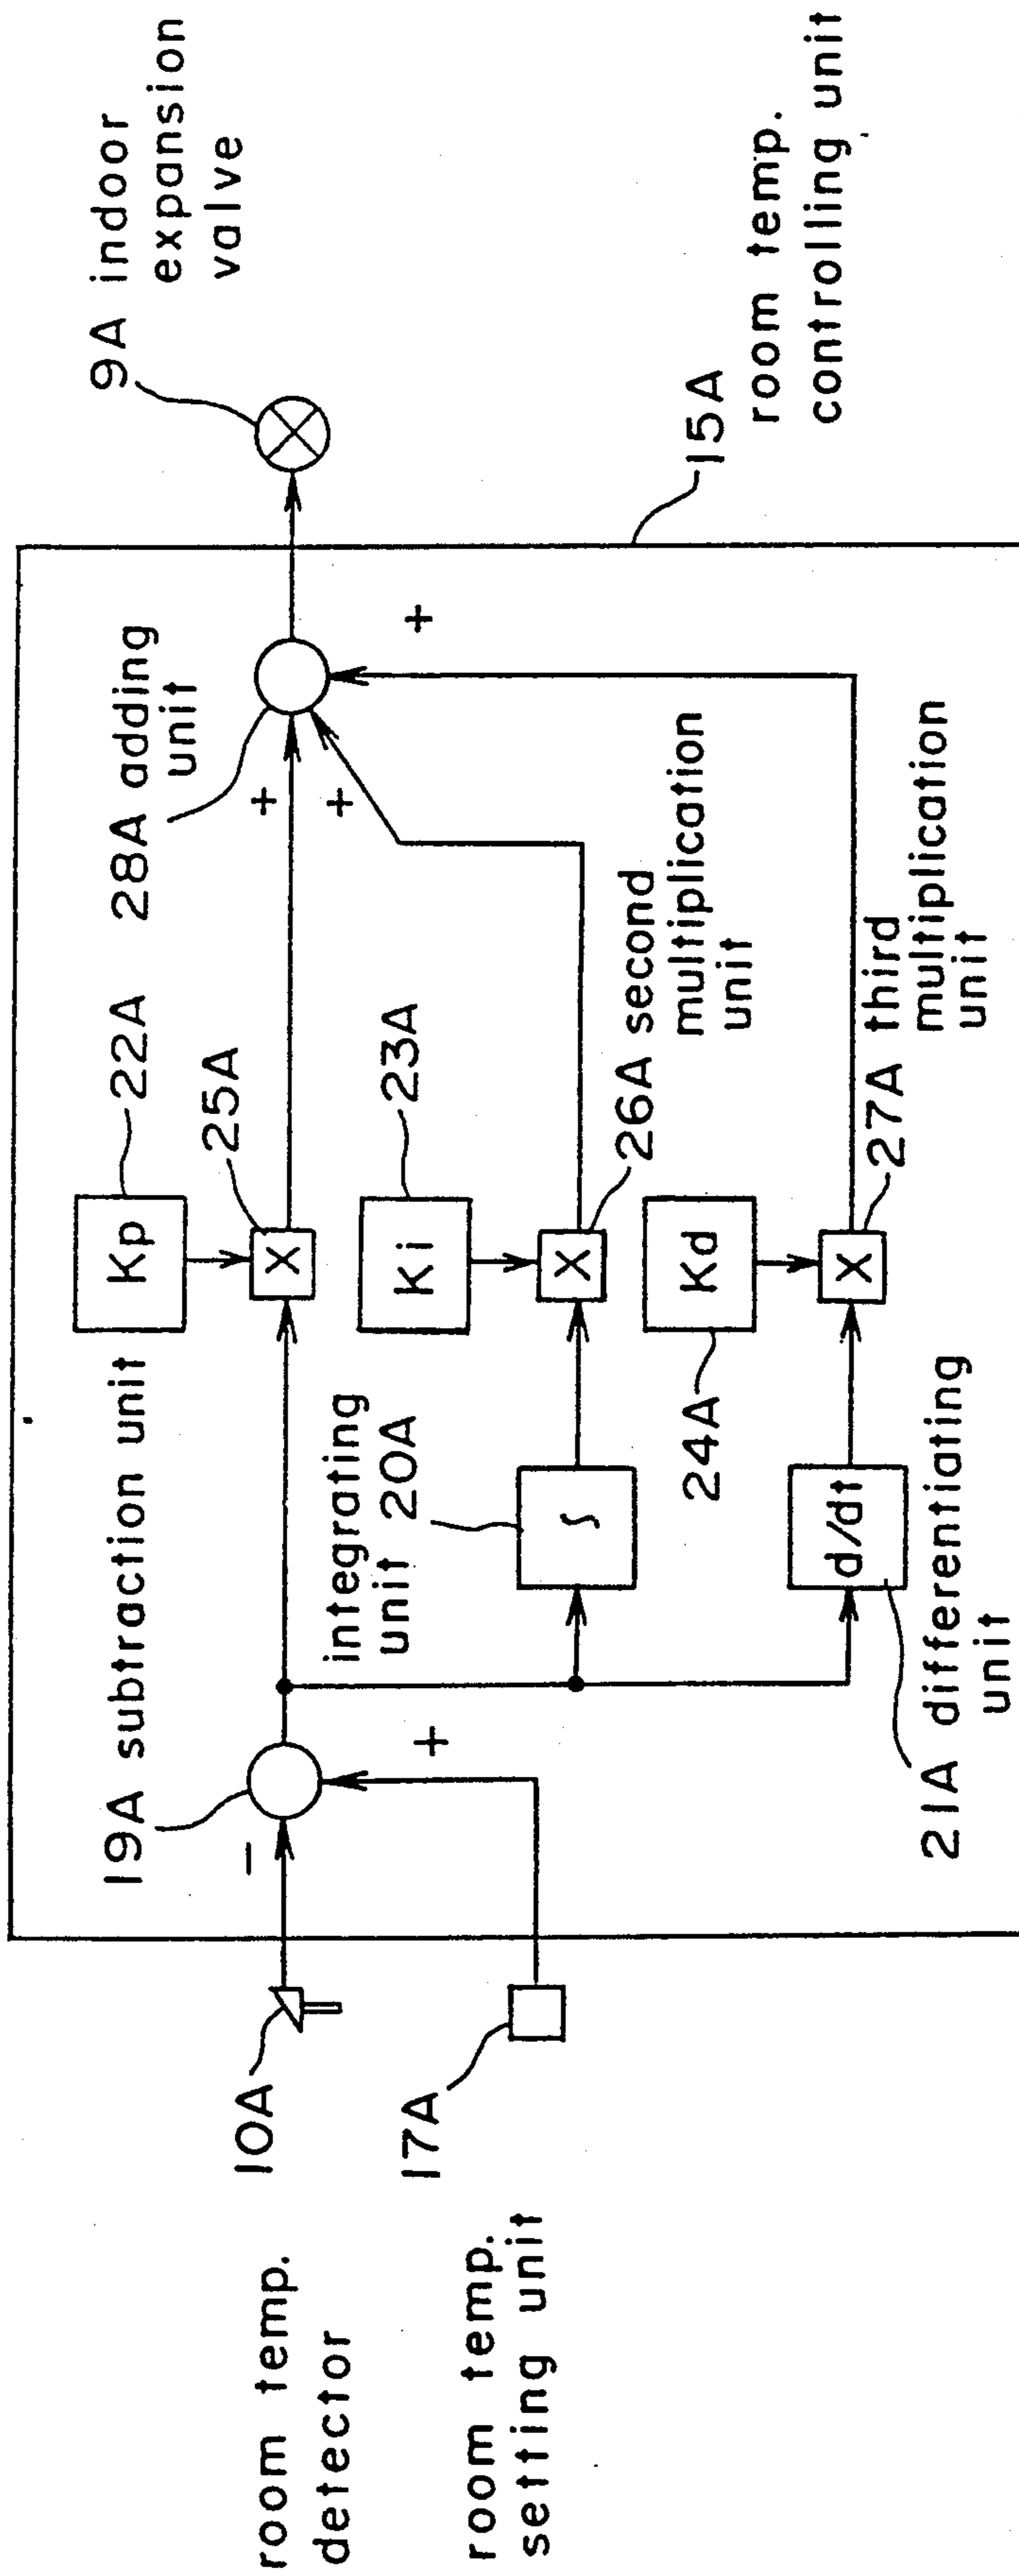 room temp.
detector
10A
room temp.
setting unit
17A
19A subtraction unit
−
+
integrating
unit 20A
∫
21A differentiating
unit
d/dt
Kp
22A
X
25A
Ki
23A
X
26A second
multiplication
unit
Kd
24A
X
27A third
multiplication
unit
28A adding
unit
+
+
+
9A indoor
expansion
valve
15A
room temp.
controlling unit